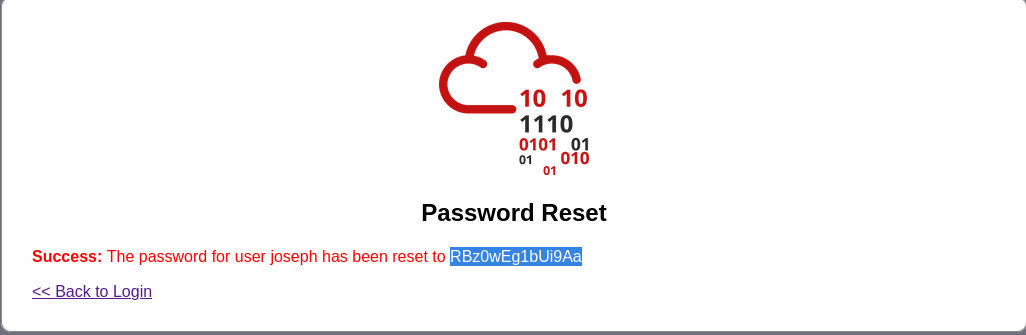 10 10
1110
0101 01
01 010
01
Password Reset
Success: The password for user joseph has been reset to RBz0wEg1bUi9Aa
<< Back to Login